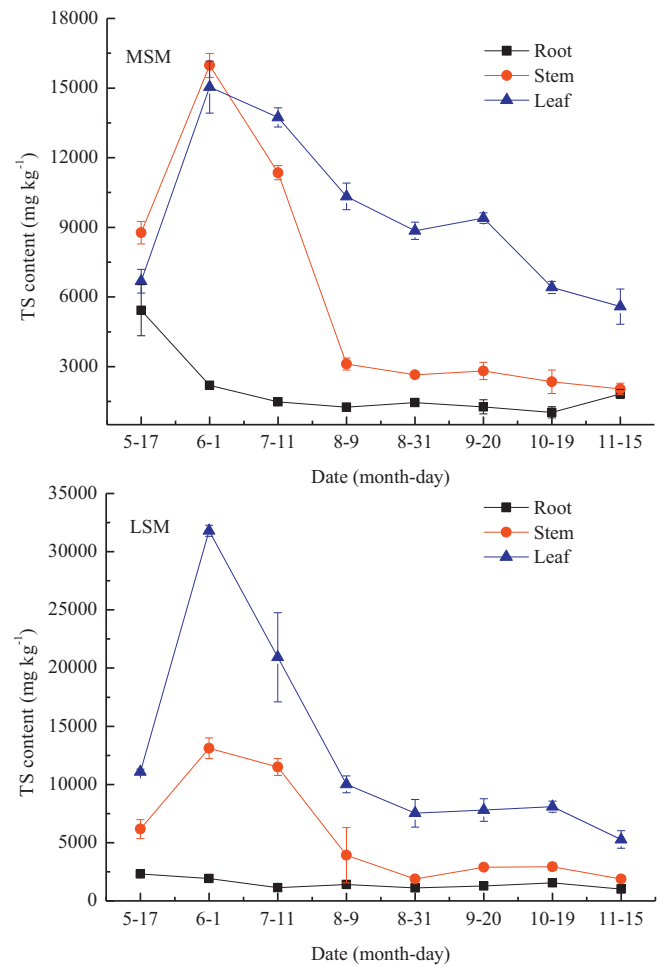 MSM
Root
Stem
Leaf
TS content (mg kg⁻¹)
18000
15000
12000
9000
6000
3000
5-17 6-1 7-11 8-9 8-31 9-20 10-19 11-15
Date (month-day)
LSM
Root
Stem
Leaf
TS content (mg kg⁻¹)
35000
30000
25000
20000
15000
10000
5000
0
5-17 6-1 7-11 8-9 8-31 9-20 10-19 11-15
Date (month-day)